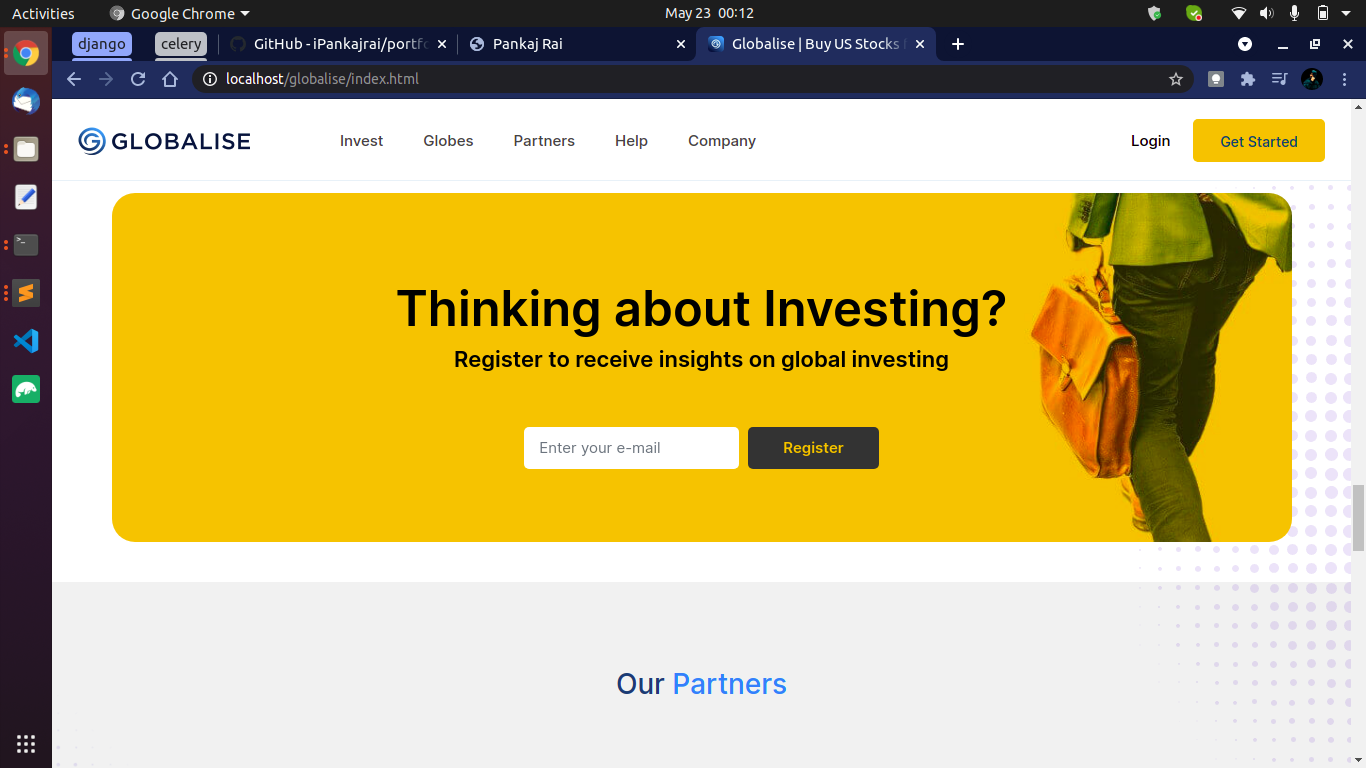 Activities
Google Chrome
May 23 00:12
django
celery
GitHub - iPankajrai/portfo
Pankaj Rai
Globalise | Buy US Stocks
localhost/globalise/index.html
GLOBALISE
Invest
Globes
Partners
Help
Company
Login
Get Started
Thinking about Investing?
Register to receive insights on global investing
Enter your e-mail
Register
Our Partners